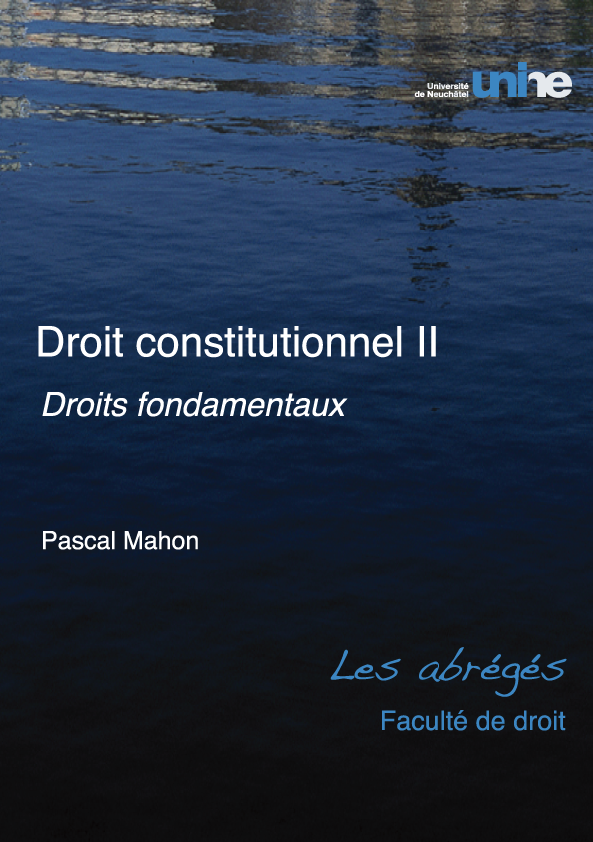 Université
de Neuchâtel
unine
Droit constitutionnel II
Droits fondamentaux
Pascal Mahon
Les abrégés
Faculté de droit